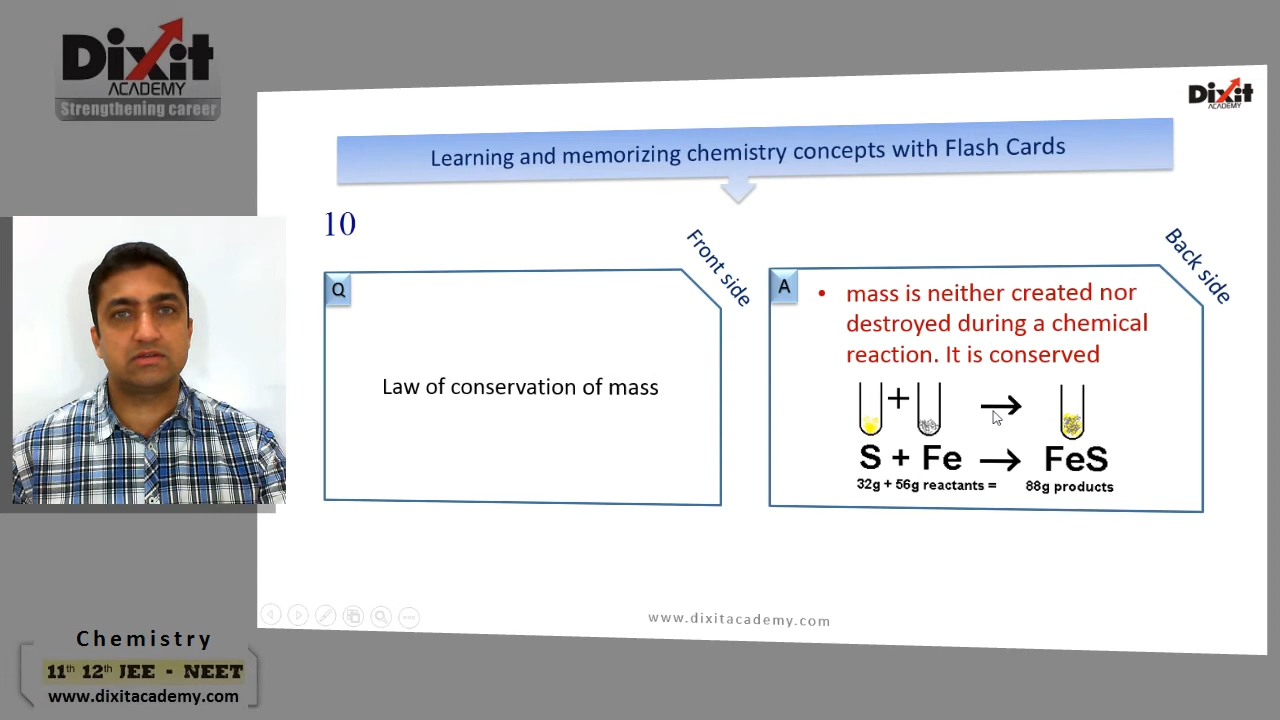 Dixit
ACADEMY
Strengthening career
Dixit
ACADEMY
Learning and memorizing chemistry concepts with Flash Cards
10
Front side
Back side
Q
Law of conservation of mass
A
• mass is neither created nor
destroyed during a chemical
reaction. It is conserved
+ →
S + Fe → FeS
32g + 56g reactants = 88g products
www.dixitacademy.com
Chemistry
11th 12th JEE - NEET
www.dixitacademy.com